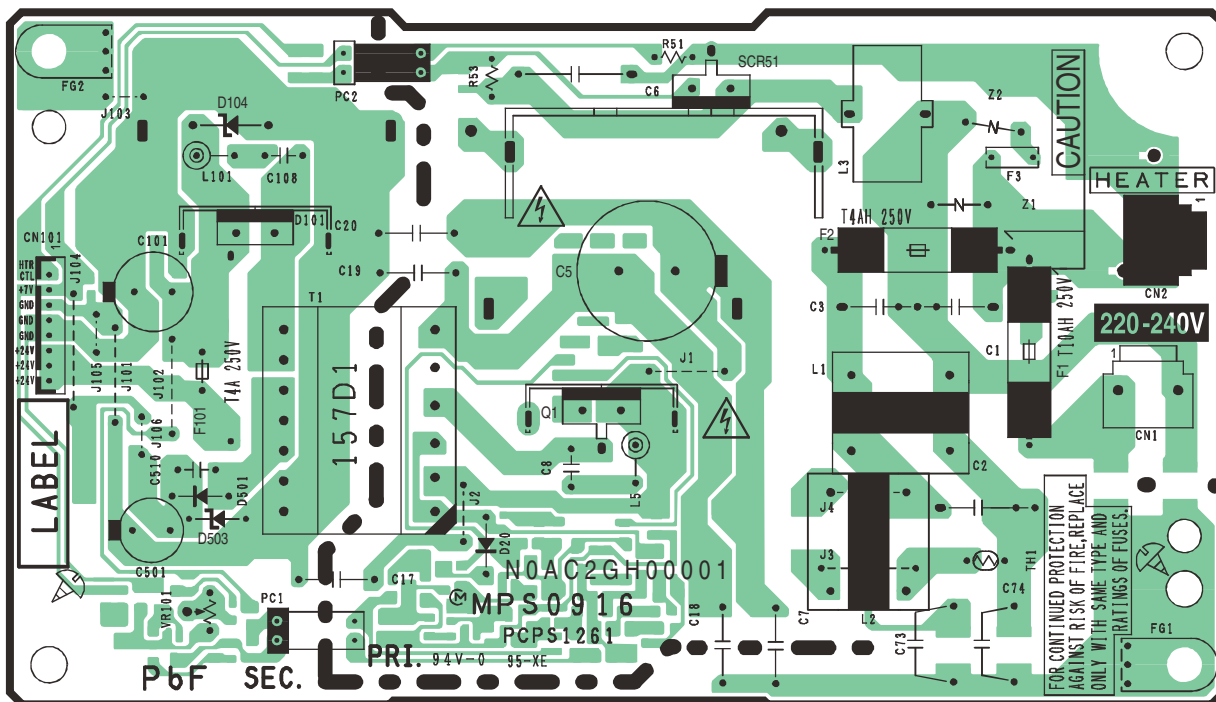 FG2
J103
PC2
R53
R51
SCR51
C6
L3
Z2
CAUTION
F3
HEATER
1
D104
L101
C108
D101
C20
CN101
1
HTR
CTL
+7V
GND
GND
GND
+24V
+24V
+24V
J104
C101
C19
T1
C5
F2
T4AH 250V
Z1
1
CN2
C3
220-240V
J105
J101
J102
J106
T4A 250V
F101
157D1
J1
L1
C1
F1 T10AH 250V
1
CN1
Q1
C8
L5
C2
LABEL
C510
D501
D503
C501
J2
D20
J4
J3
L2
TH1
FOR CONTINUED PROTECTION
AGAINST RISK OF FIRE,REPLACE
ONLY WITH SAME TYPE AND
RATINGS OF FUSES.
VR101
PC1
C17
N0AC2GH00001
MPS0916
PCPS1261
C18
C7
C73
C74
FG1
PbF
SEC.
PRI.
94V-0
95-XE